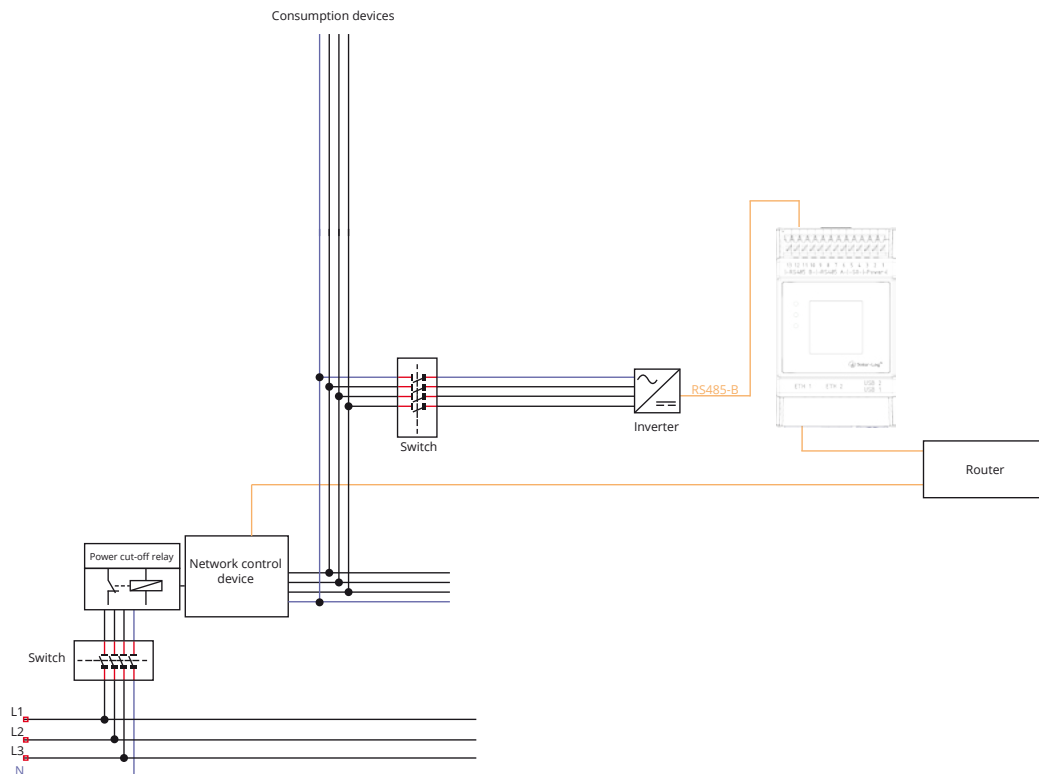 Consumption devices
RS485-B
Inverter
Switch
ETH 1 ETH 2
USB 2
USB 1
Router
Power cut-off relay
Network control
device
Switch
L1
L2
L3
N